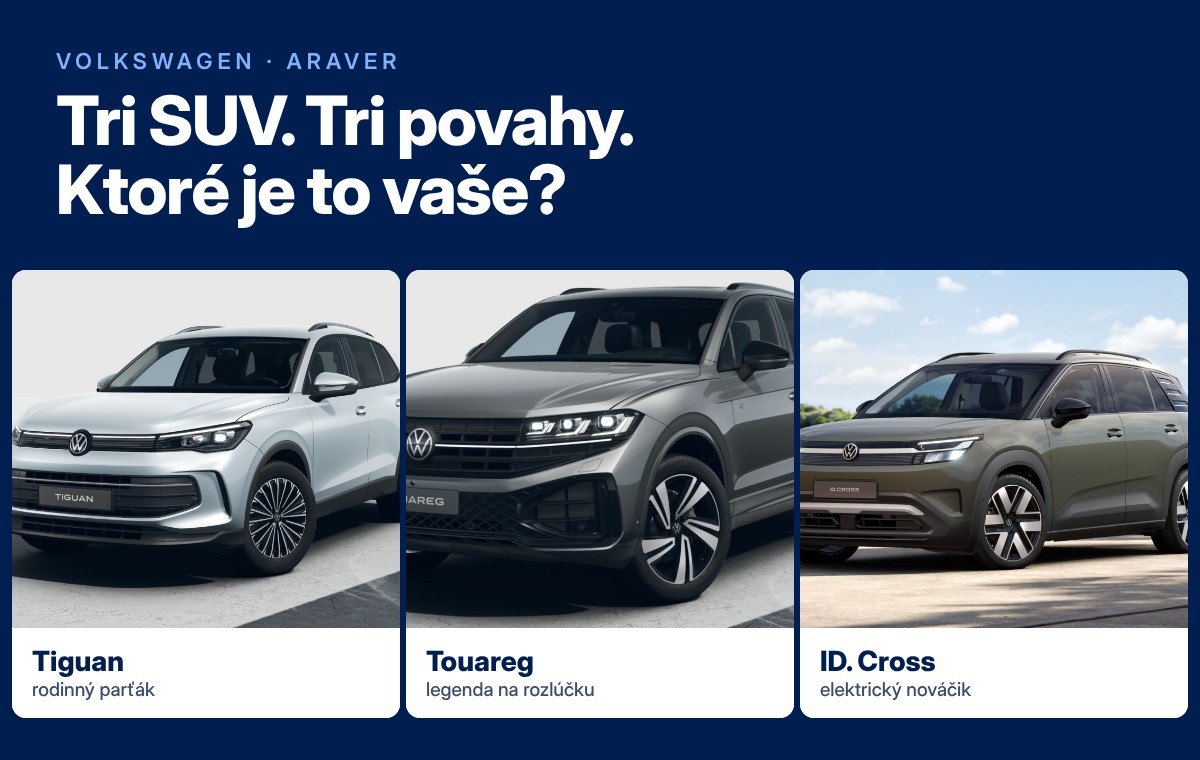 VOLKSWAGEN · ARAVER
Tri SUV. Tri povahy.
Ktoré je to vaše?
TIGUAN
UAREG
ID.CROSS
Tiguan
rodinný parťák
Touareg
legenda na rozlúčku
ID. Cross
elektrický nováčik